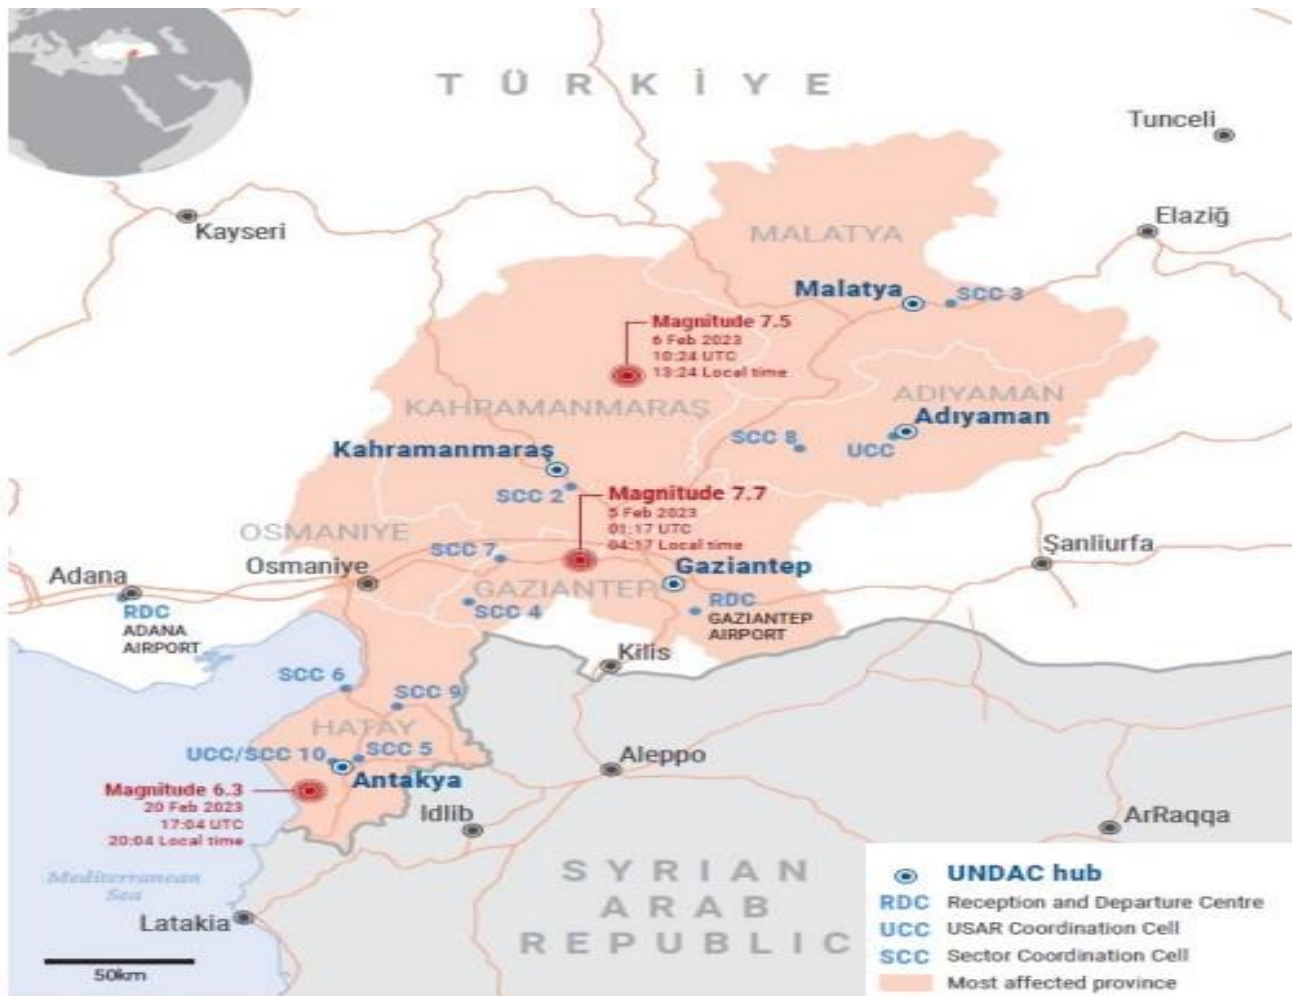 TÜRKİYE
Tunceli
Kayseri
Elaziğ
MALATYA
Malatya
SCC 3
Magnitude 7.5
6 Feb 2023
10:24 UTC
13:24 Local time
KAHRAMANMARAŞ
ADIYAMAN
Adıyaman
SCC 8
UCC
Kahramanmaraş
SCC 2
Magnitude 7.7
5 Feb 2023
01:17 UTC
04:17 Local time
OSMANIYE
SCC 7
Şanliurfa
Adana
Osmaniye
Gaziantep
GAZIANTEP
RDC
ADANA
AIRPORT
SCC 4
RDC
GAZIANTEP
AIRPORT
Kilis
SCC 6
SCC 9
HATAY
UCC/SCC 10
SCC 5
Antakya
Aleppo
Magnitude 6.3
20 Feb 2023
17:04 UTC
20:04 Local time
Idlib
ArRaqqa
Mediterranean
Sea
Latakia
SYRIAN
ARAB
REPUBLIC
50km
UNDAC hub
RDC Reception and Departure Centre
UCC USAR Coordination Cell
SCC Sector Coordination Cell
Most affected province